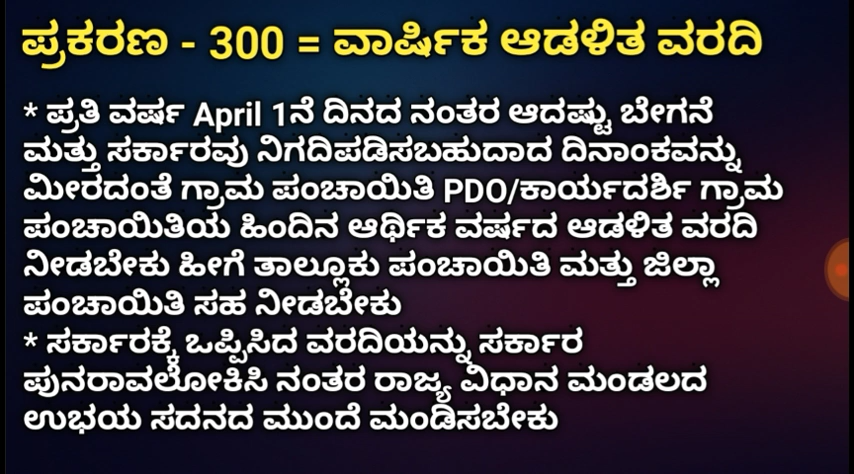 ಪ್ರಕರಣ - 300 = ವಾರ್ಷಿಕ ಆಡಳಿತ ವರದಿ
* ಪ್ರತಿ ವರ್ಷ April 1ನೆ ದಿನದ ನಂತರ ಆದಷ್ಟು ಬೇಗನೆ
ಮತ್ತು ಸರ್ಕಾರವು ನಿಗದಿಪಡಿಸಬಹುದಾದ ದಿನಾಂಕವನ್ನು
ಮೀರದಂತೆ ಗ್ರಾಮ ಪಂಚಾಯಿತಿ PDO/ಕಾರ್ಯದರ್ಶಿ ಗ್ರಾಮ
ಪಂಚಾಯಿತಿಯ ಹಿಂದಿನ ಆರ್ಥಿಕ ವರ್ಷದ ಆಡಳಿತ ವರದಿ
ನೀಡಬೇಕು ಹೀಗೆ ತಾಲ್ಲೂಕು ಪಂಚಾಯಿತಿ ಮತ್ತು ಜಿಲ್ಲಾ
ಪಂಚಾಯಿತಿ ಸಹ ನೀಡಬೇಕು
* ಸರ್ಕಾರಕ್ಕೆ ಒಪ್ಪಿಸಿದ ವರದಿಯನ್ನು ಸರ್ಕಾರ
ಪುನರಾವಲೋಕಿಸಿ ನಂತರ ರಾಜ್ಯ ವಿಧಾನ ಮಂಡಲದ
ಉಭಯ ಸದನದ ಮುಂದೆ ಮಂಡಿಸಬೇಕು